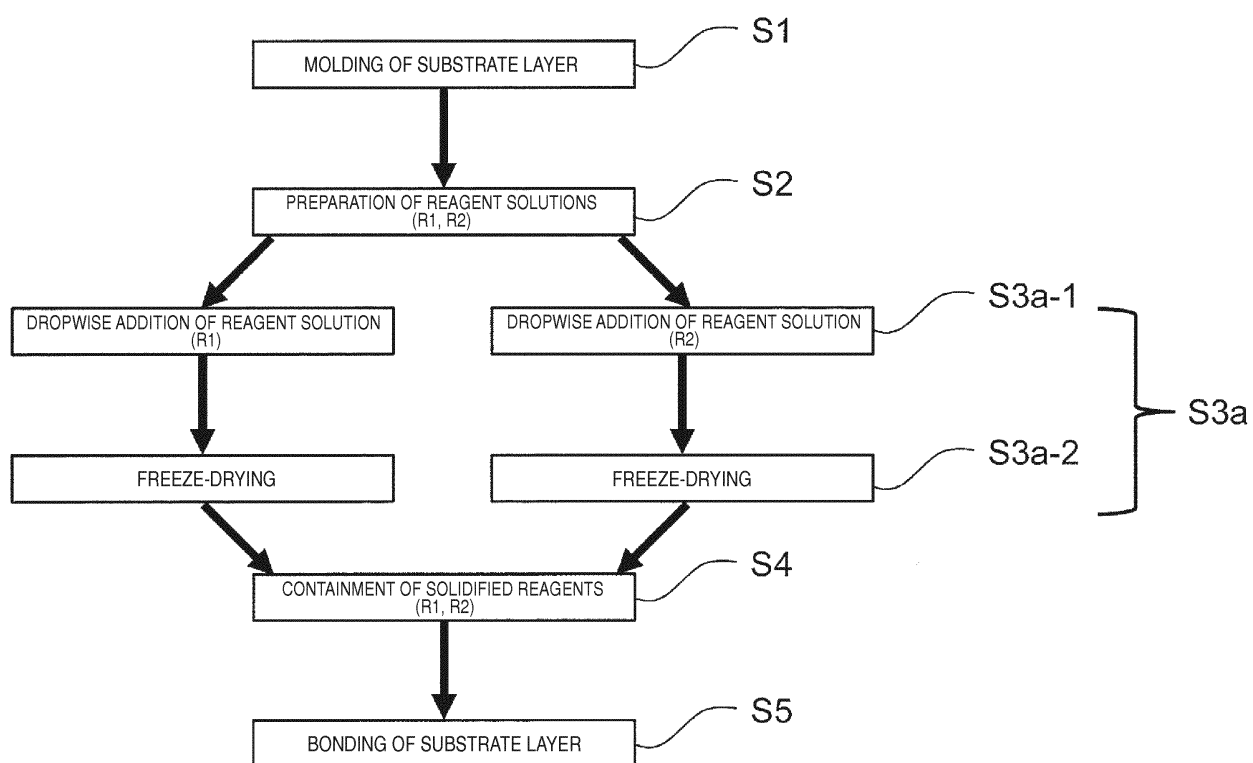 S1
MOLDING OF SUBSTRATE LAYER
S2
PREPARATION OF REAGENT SOLUTIONS
(R1, R2)
S3a-1
DROPWISE ADDITION OF REAGENT SOLUTION
(R1)
DROPWISE ADDITION OF REAGENT SOLUTION
(R2)
S3a
S3a-2
FREEZE-DRYING
FREEZE-DRYING
S4
CONTAINMENT OF SOLIDIFIED REAGENTS
(R1, R2)
S5
BONDING OF SUBSTRATE LAYER